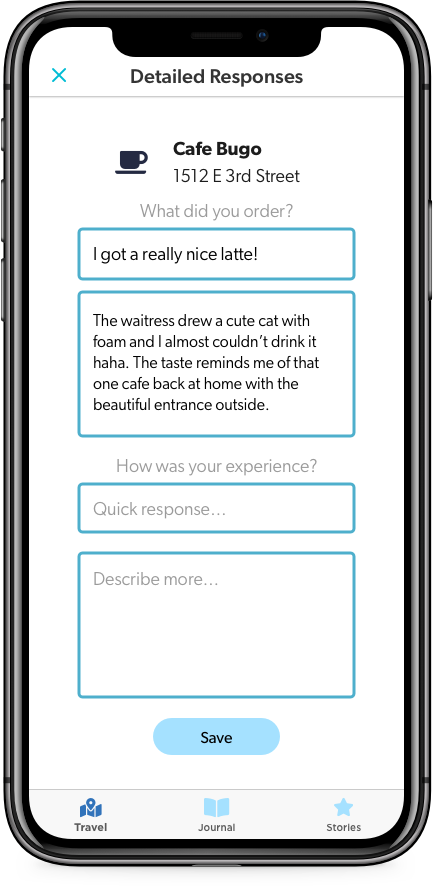 Detailed Responses
Cafe Bugo
1512 E 3rd Street
What did you order?
I got a really nice latte!
The waitress drew a cute cat with
foam and I almost couldn't drink it
haha. The taste reminds me of that
one cafe back at home with the
beautiful entrance outside.
How was your experience?
Quick response...
Describe more...
Save
Travel
Journal
Stories